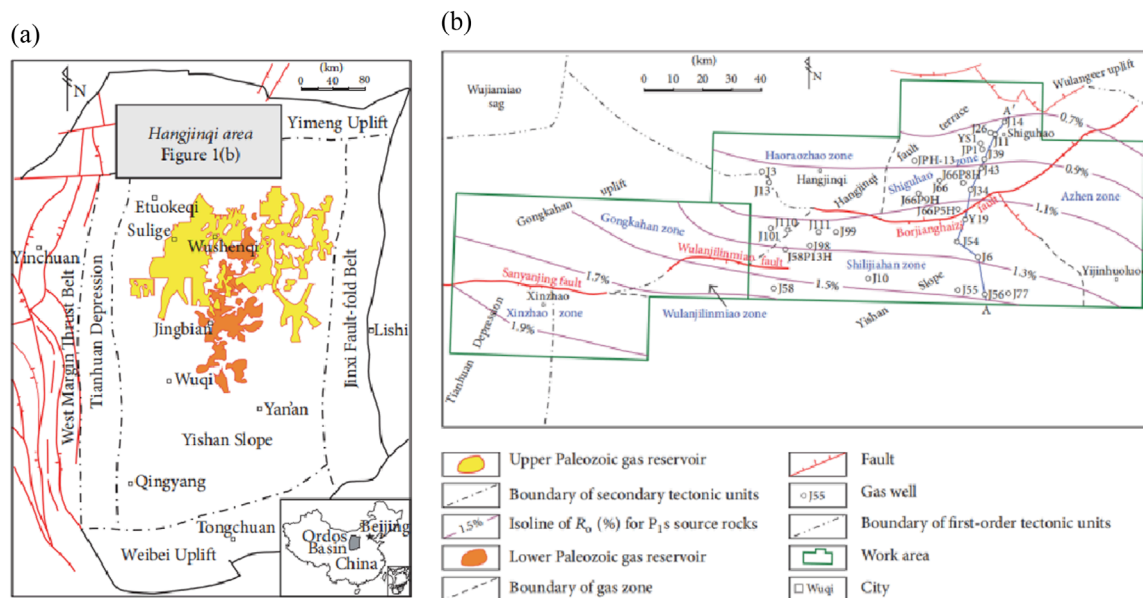 (a)
(km)
0 40 80
N
Hangjinqi area
Figure 1(b)
Yimeng Uplift
Etuokeqi
Sulige
Wushenqi
Yinchuan
West Margin Thrust Belt
Tianhuan Depression
Jingbian
Jinxi Fault-fold Belt
Lishi
Wuqi
Yan'an
Yishan Slope
Qingyang
Tongchuan
Weibei Uplift
Beijing
Ordos
Basin
China
(b)
(km)
0 10 20 30 40
N
Wujiamiao
sag
Wulangeer uplift
terrace
A'
J14
0.7%
J26
J11
Shiguhao
YS1
JP1
J39
Haoraozhao zone
fault
JPH-13
zone
J43
J3
Hangjinqi
Shiguhao
J66P8H
0.9%
J13
J66
J34
Azhen zone
uplift
Hangjinqi
J66P9H
Gongkahan
J66P5H
fault
1.1%
Gongkahan zone
J110
J111
J99
Borjianghaizi
Y19
J101
J54
Wulanjilinmiao fault
J98
J6
J58P13H
Shilijiahan zone
1.3%
Sanyanjing fault
1.7%
J10
Slope
Yijinhuolao
1.5%
J58
J55
J56
J77
Xinzhao
Xinzhao zone
Wulanjilinmiao zone
Yishan
A
1.9%
Tianhuan Depression
Upper Paleozoic gas reservoir
Boundary of secondary tectonic units
1.5%
Isoline of Ro (%) for P1s source rocks
Lower Paleozoic gas reservoir
Boundary of gas zone
Fault
J55
Gas well
Boundary of first-order tectonic units
Work area
Wuqi
City